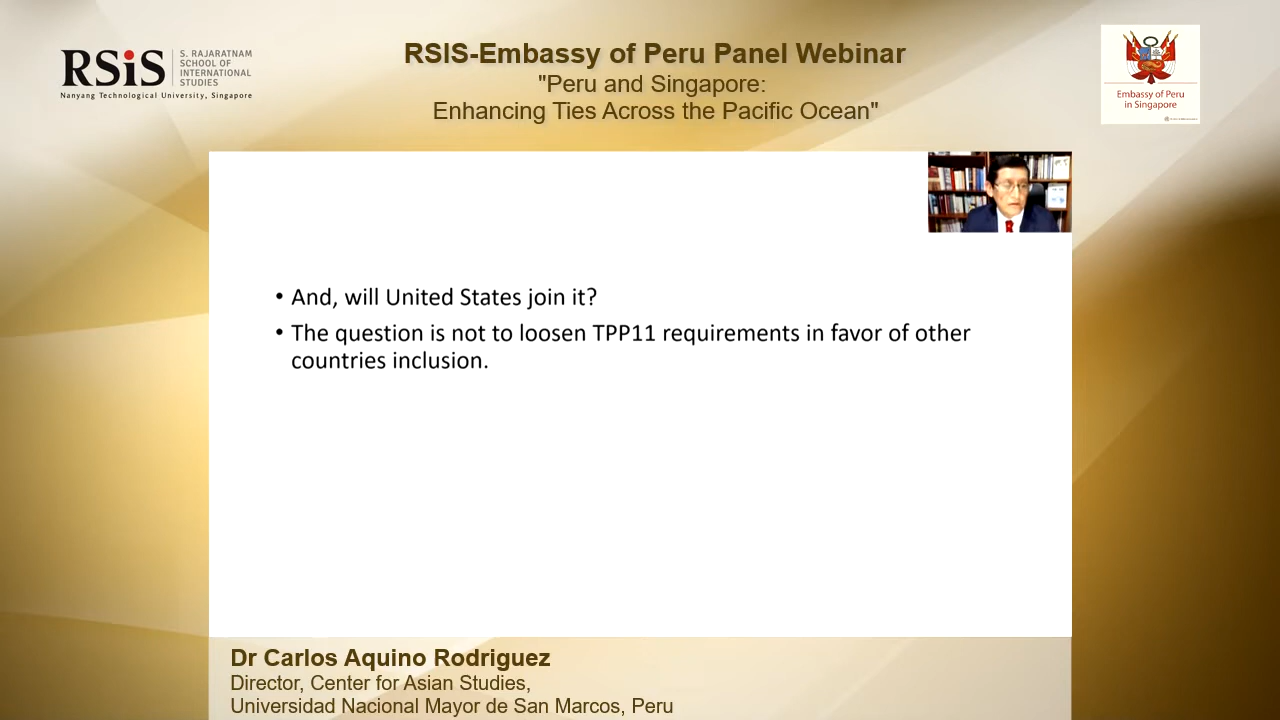 RSiS
S. RAJARATNAM
SCHOOL OF
INTERNATIONAL
STUDIES
Nanyang Technological University, Singapore
RSIS-Embassy of Peru Panel Webinar
"Peru and Singapore:
Enhancing Ties Across the Pacific Ocean"
Embassy of Peru
in Singapore
• And, will United States join it?
• The question is not to loosen TPP11 requirements in favor of other
countries inclusion.
Dr Carlos Aquino Rodriguez
Director, Center for Asian Studies,
Universidad Nacional Mayor de San Marcos, Peru